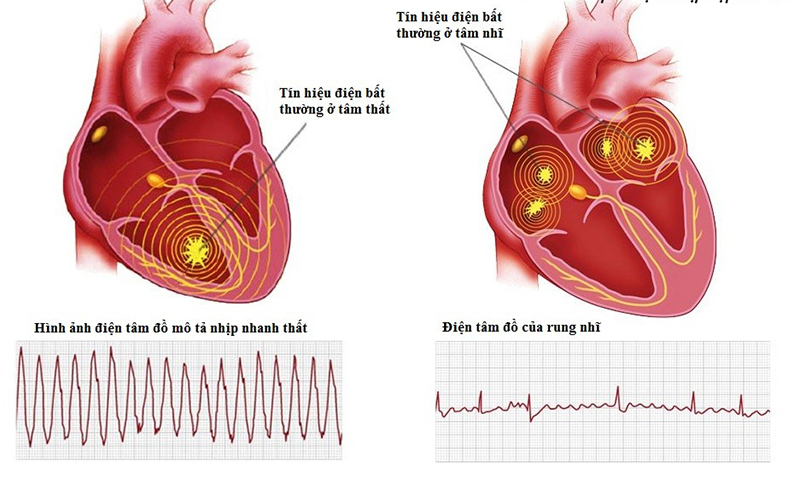 Tín hiệu điện bất
thường ở tâm thất
Tín hiệu điện bất
thường ở tâm nhĩ
Hình ảnh điện tâm đồ mô tả nhịp nhanh thất
Điện tâm đồ của rung nhĩ